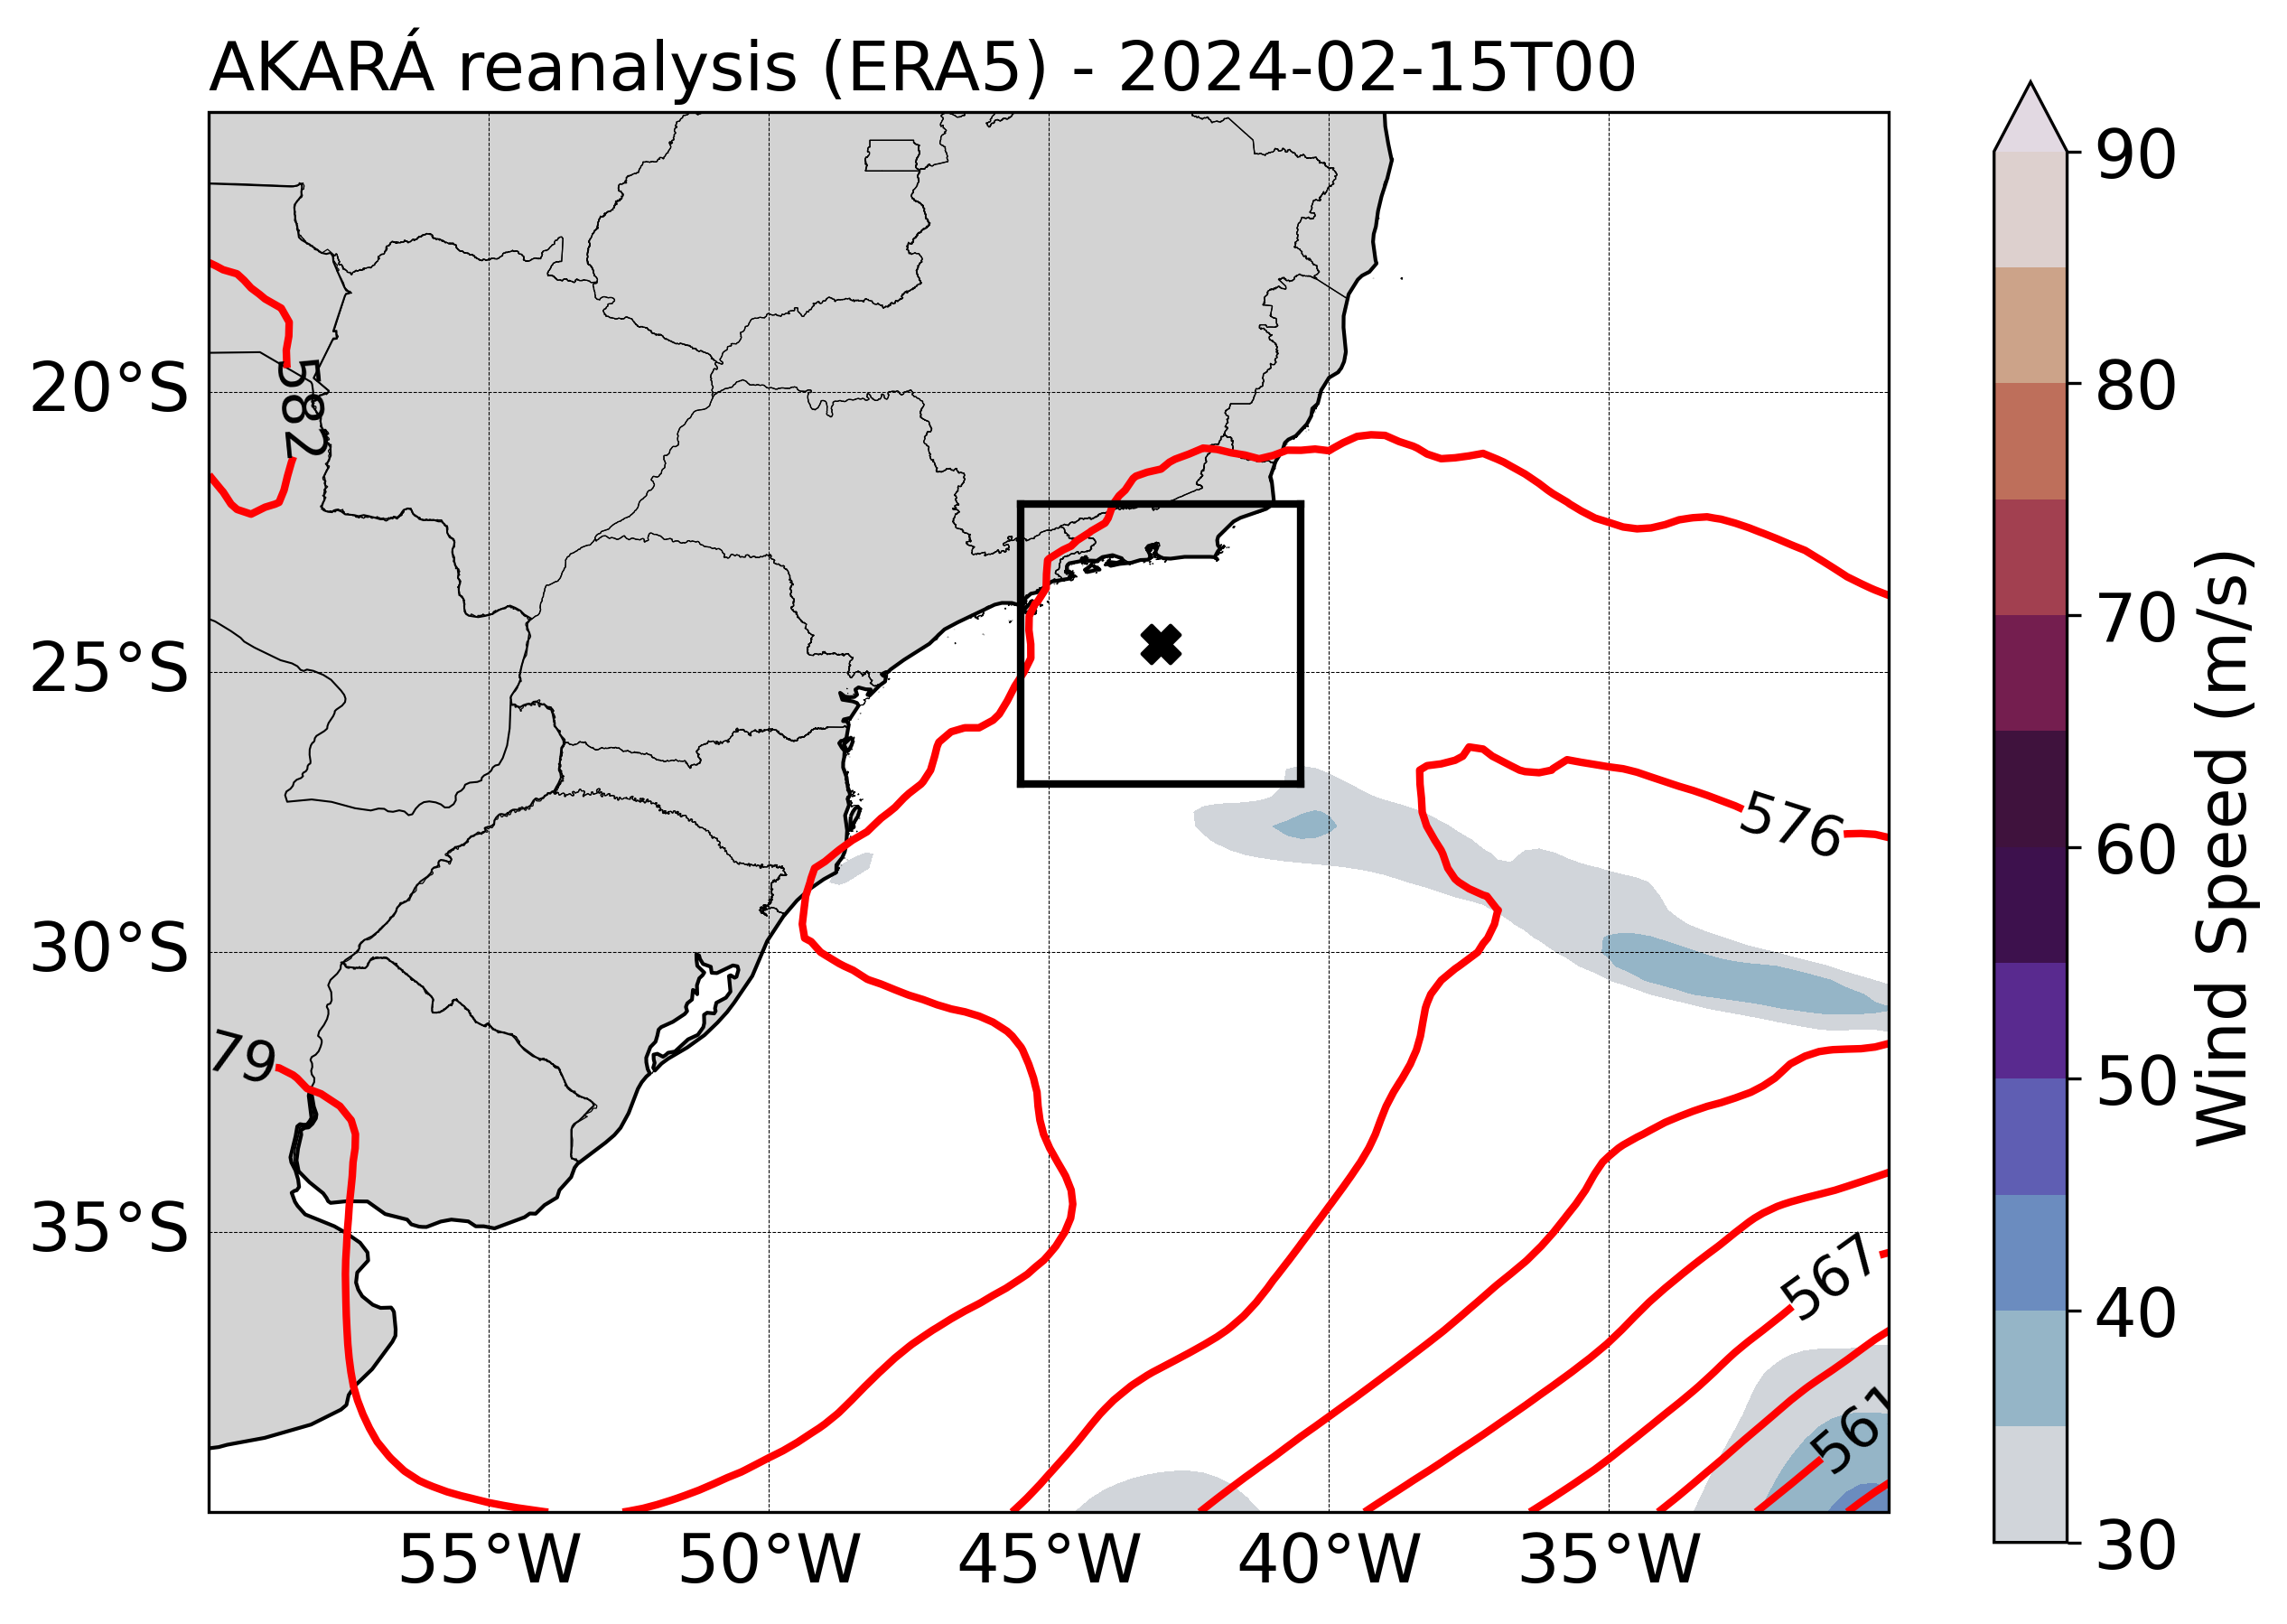 AKARÁ reanalysis (ERA5) - 2024-02-15T00
90
80
70
60
50
40
30
Wind Speed (m/s)
20°S
25°S
30°S
35°S
582
576
79
567
561
55°W
50°W
45°W
40°W
35°W